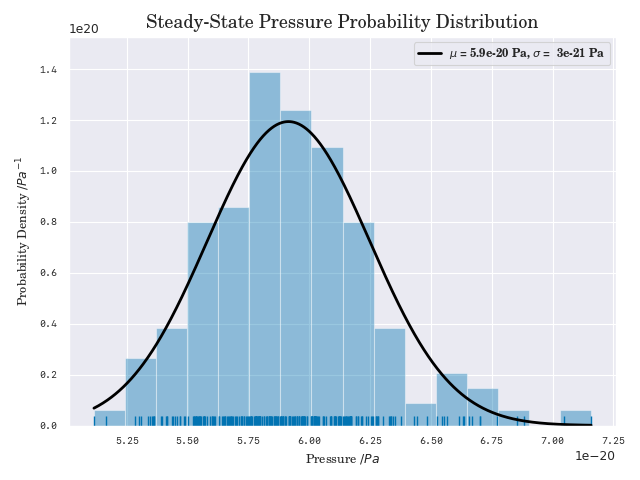 Steady-State Pressure Probability Distribution
1e20
μ = 5.9e-20 Pa, σ = 3e-21 Pa
1.4
1.2
1.0
0.8
0.6
0.4
0.2
0.0
Probability Density /Pa⁻¹
5.25 5.50 5.75 6.00 6.25 6.50 6.75 7.00 7.25
1e−20
Pressure /Pa